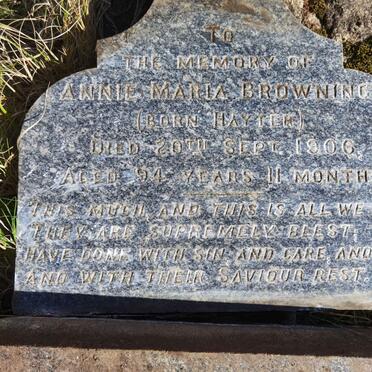 TO
THE MEMORY OF
ANNIE MARIA BROWNING
(BORN HAYTER)
DIED 20TH SEPT. 1906,
AGED 94 YEARS 11 MONTH
THIS MUCH, AND THIS IS ALL WE
THEY ARE SUPREMELY BLEST,
HAVE DONE WITH SIN, AND CARE, AND
AND WITH THEIR SAVIOUR REST